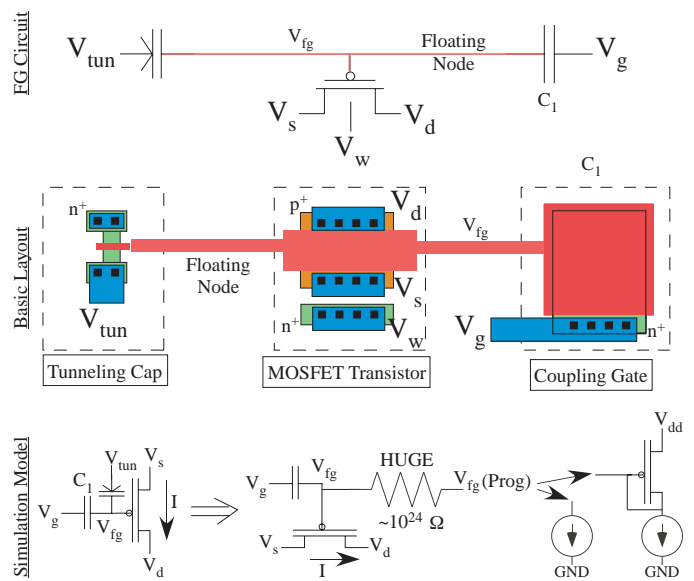 FG Circuit
V_tun
V_fg
Floating
Node
V_g
C_1
V_s
V_d
V_w
Basic Layout
n^+
V_tun
Floating
Node
p^+
V_d
V_s
n^+
V_w
V_fg
C_1
V_g
n^+
Tunneling Cap
MOSFET Transistor
Coupling Gate
Simulation Model
V_tun
V_s
C_1
V_g
V_fg
I
V_d
V_g
V_fg
HUGE
~10^24 Ω
V_fg(Prog)
V_s
V_d
I
V_dd
GND
GND